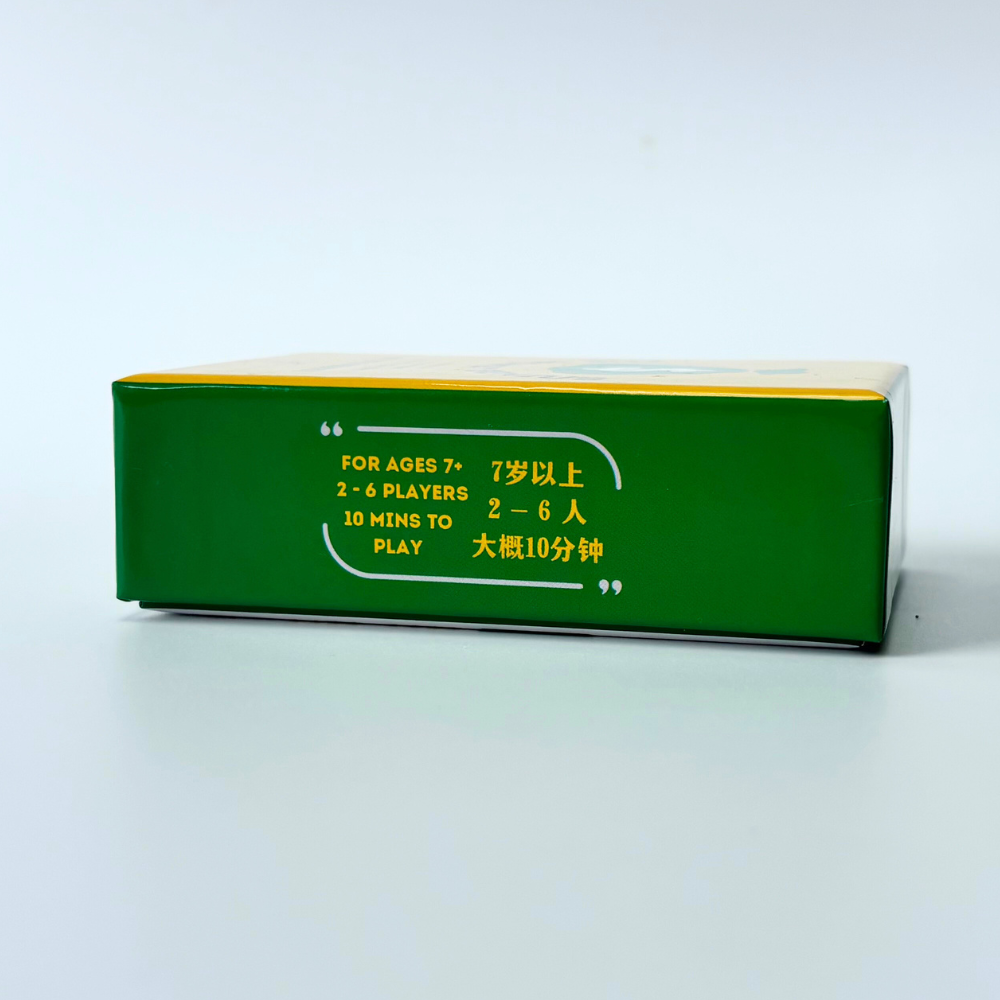 “
FOR AGES 7+
2 - 6 PLAYERS
10 MINS TO
PLAY
7岁以上
2 – 6 人
大概10分钟
”